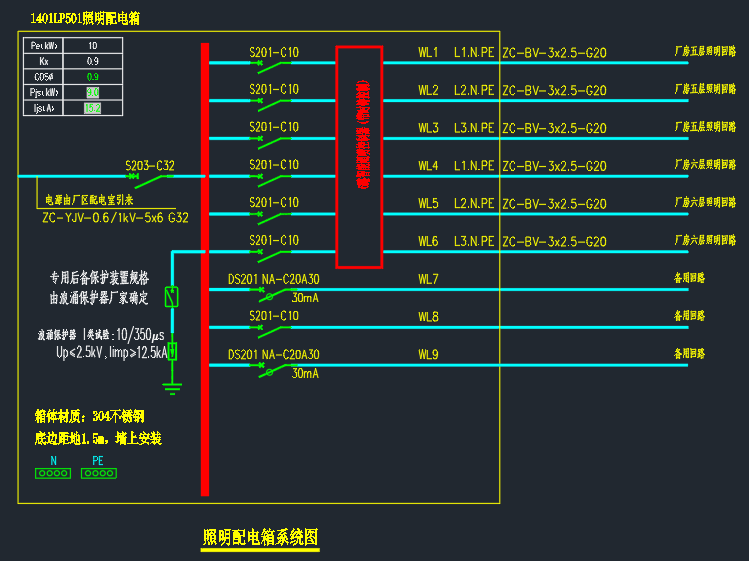 1401LP501照明配电箱
Pe(kW) 10
Kx 0.9
COSø 0.9
Pjs(kW) 9.0
Ijs(A) 15.2
S201-C10 WL1 L1.N.PE ZC-BV-3x2.5-G20 厂房五层照明回路
S201-C10 WL2 L2.N.PE ZC-BV-3x2.5-G20 厂房五层照明回路
S201-C10 WL3 L3.N.PE ZC-BV-3x2.5-G20 厂房五层照明回路
S203-C32
S201-C10 WL4 L1.N.PE ZC-BV-3x2.5-G20 厂房六层照明回路
电源由厂区配电室引来
ZC-YJV-0.6/1kV-5x6 G32
S201-C10 WL5 L2.N.PE ZC-BV-3x2.5-G20 厂房六层照明回路
S201-C10 WL6 L3.N.PE ZC-BV-3x2.5-G20 厂房六层照明回路
专用后备保护装置规格
由浪涌保护器厂家确定
DS201 NA-C20A30 WL7 备用回路
30mA
S201-C10 WL8 备用回路
浪涌保护器 I类试验:10/350μs
Up≤2.5kV,Iimp≥12.5kA
DS201 NA-C20A30 WL9 备用回路
30mA
箱体材质：304不锈钢
底边距地1.5m，墙上安装
N PE
照明配电箱系统图